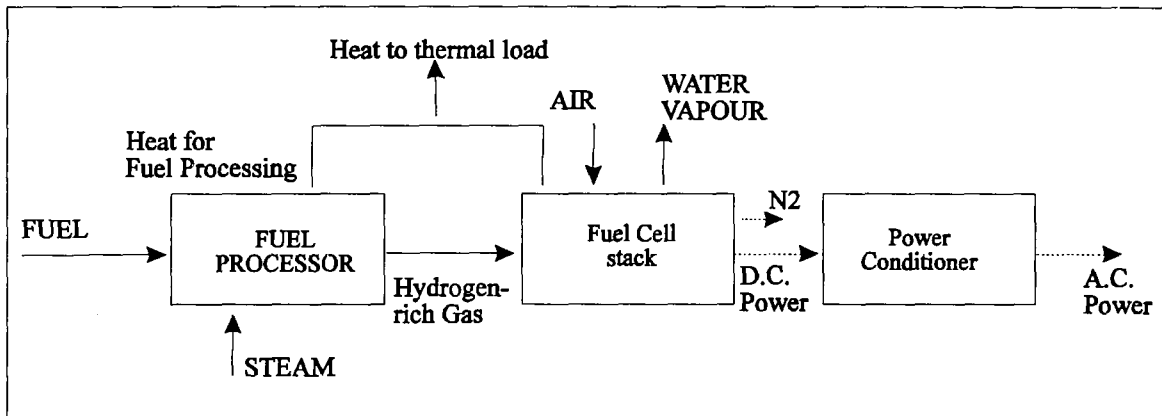 Heat to thermal load
AIR
WATER
VAPOUR
Heat for
Fuel Processing
FUEL
FUEL
PROCESSOR
Hydrogen-
rich Gas
STEAM
Fuel Cell
stack
N2
D.C.
Power
Power
Conditioner
A.C.
Power